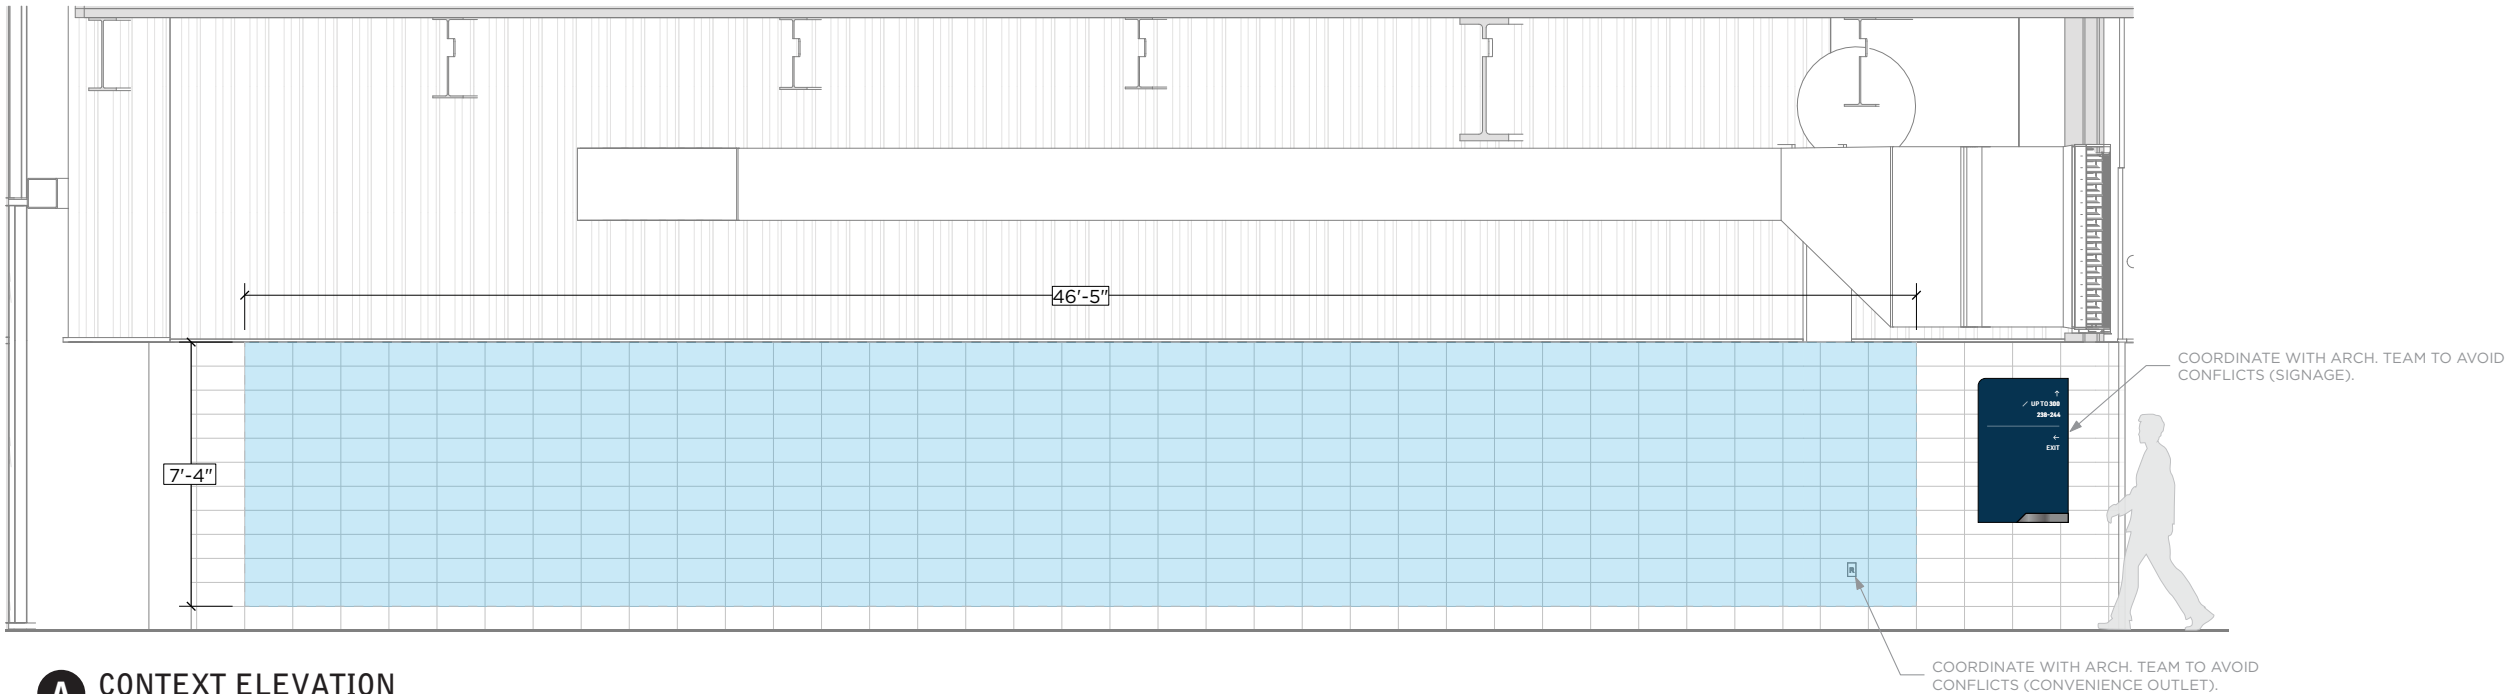 46'-5"
COORDINATE WITH ARCH. TEAM TO AVOID
CONFLICTS (SIGNAGE).
↑
UP TO 300
230-244
←
EXIT
7'-4"
R
COORDINATE WITH ARCH. TEAM TO AVOID
CONFLICTS (CONVENIENCE OUTLET).
A CONTEXT ELEVATION